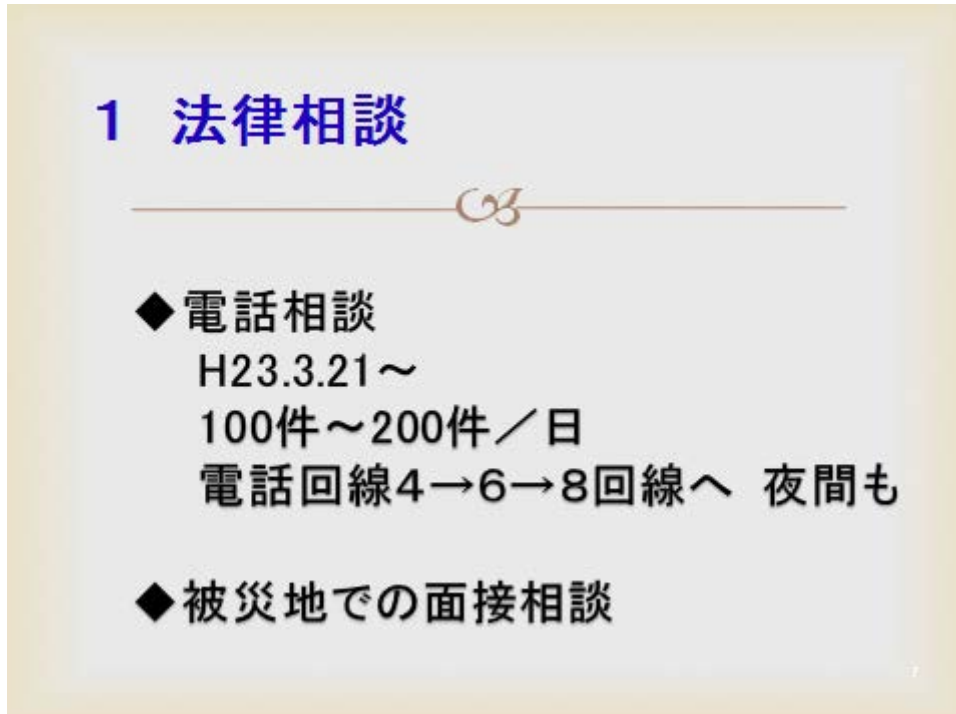 １　法律相談
◆電話相談
H23.3.21～
100件～200件／日
電話回線４→６→８回線へ　夜間も
◆被災地での面接相談